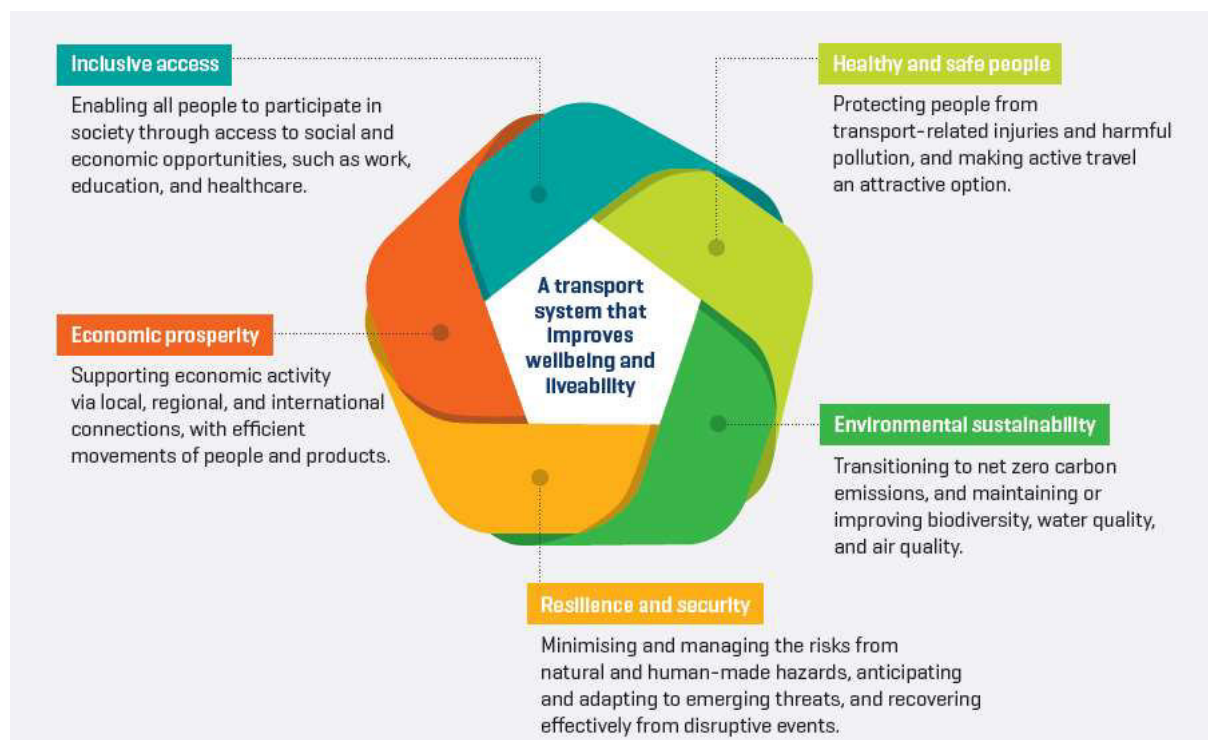 Inclusive access
Enabling all people to participate in
society through access to social and
economic opportunities, such as work,
education, and healthcare.
Healthy and safe people
Protecting people from
transport-related injuries and harmful
pollution, and making active travel
an attractive option.
A transport
system that
improves
wellbeing and
liveability
Economic prosperity
Supporting economic activity
via local, regional, and international
connections, with efficient
movements of people and products.
Environmental sustainability
Transitioning to net zero carbon
emissions, and maintaining or
improving biodiversity, water quality,
and air quality.
Resilience and security
Minimising and managing the risks from
natural and human-made hazards, anticipating
and adapting to emerging threats, and recovering
effectively from disruptive events.